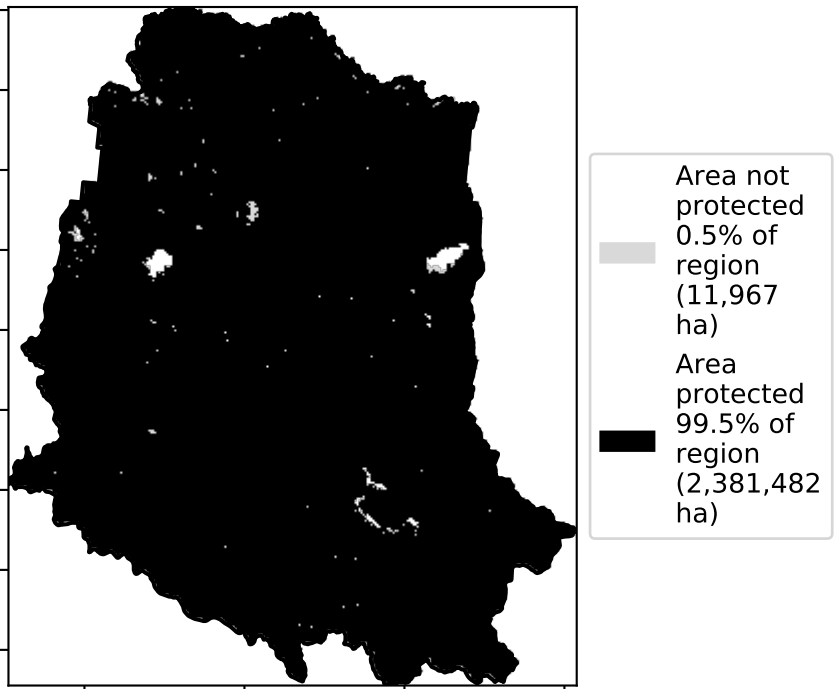 Area not
protected
0.5% of
region
(11,967
ha)
Area
protected
99.5% of
region
(2,381,482
ha)